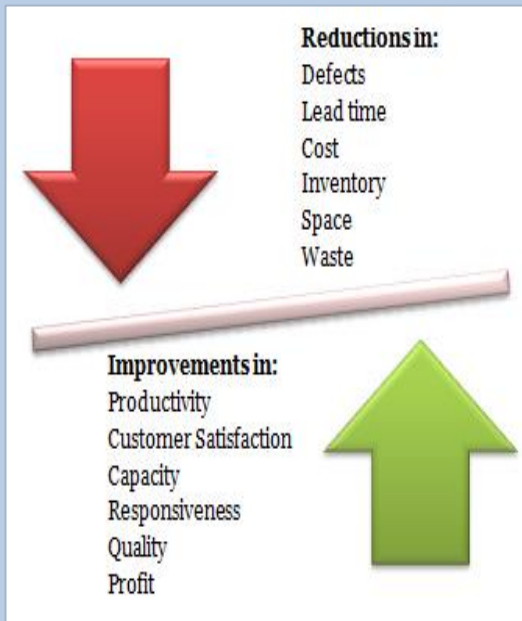 Reductions in:
Defects
Lead time
Cost
Inventory
Space
Waste
Improvements in:
Productivity
Customer Satisfaction
Capacity
Responsiveness
Quality
Profit